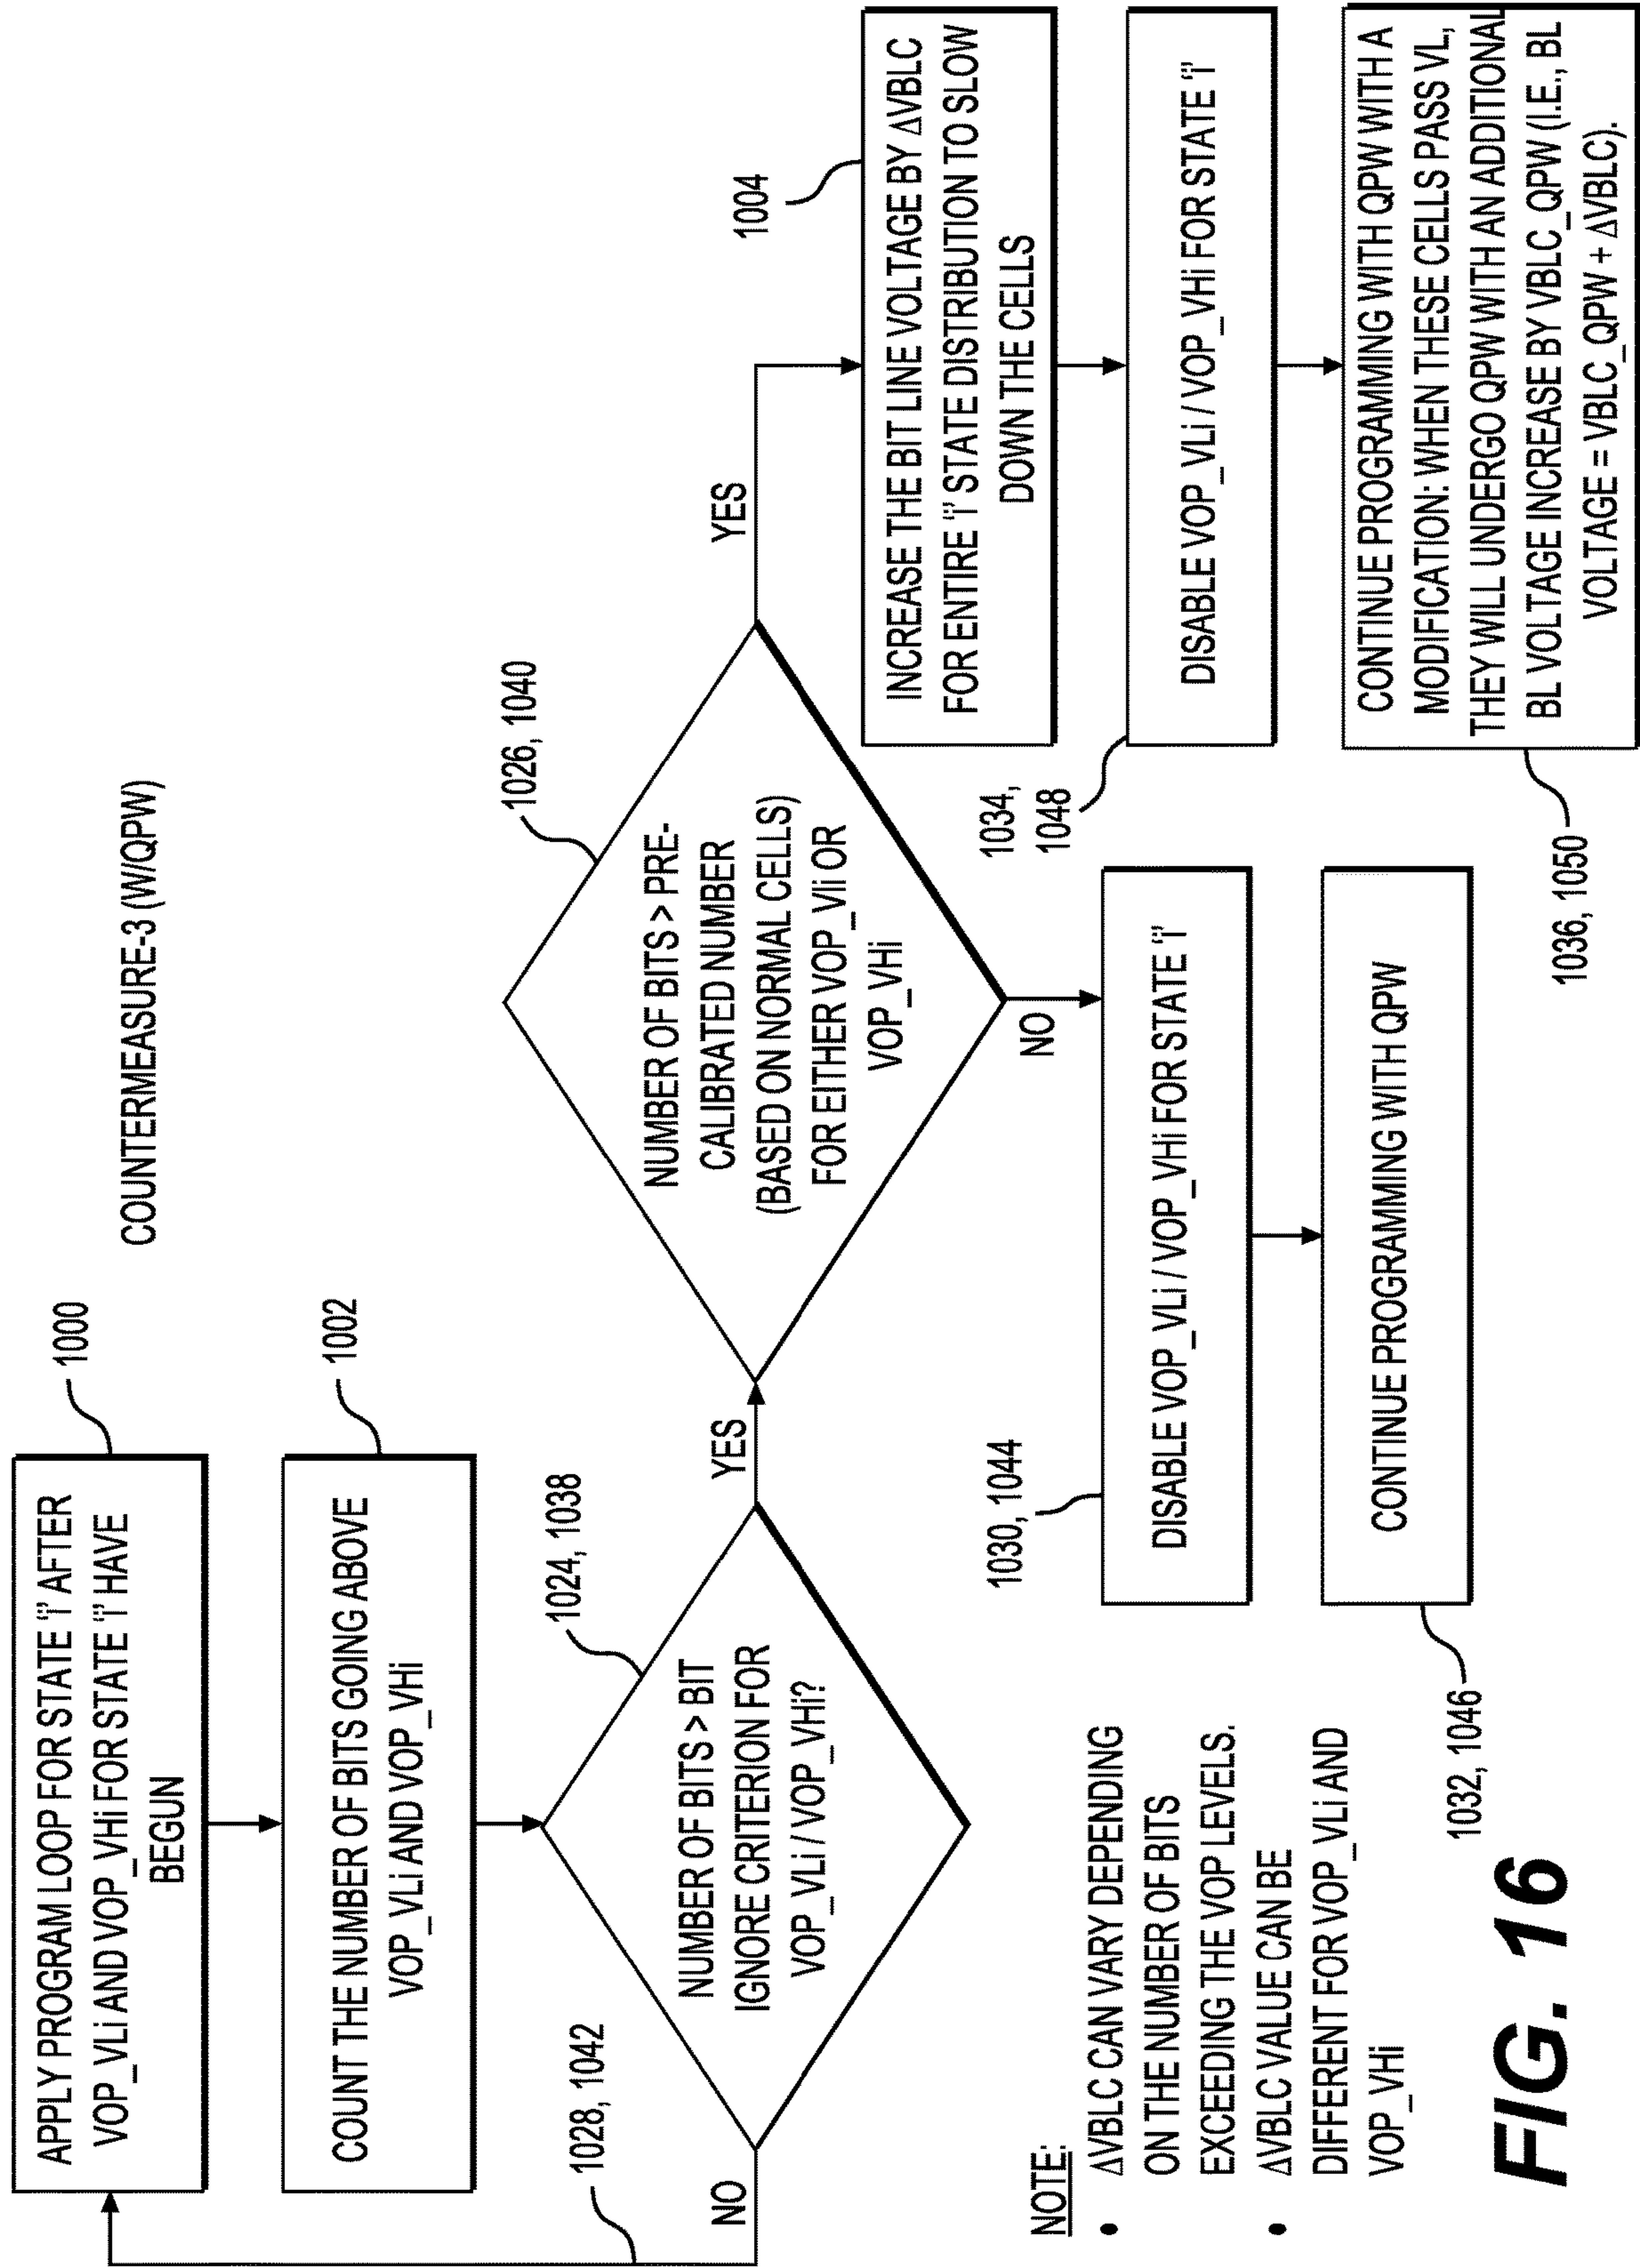 COUNTERMEASURE-3 (W/QPW)
APPLY PROGRAM LOOP FOR STATE "i" AFTER
VOP_VLi AND VOP_VHi FOR STATE "i" HAVE
BEGUN
1000
COUNT THE NUMBER OF BITS GOING ABOVE
VOP_VLi AND VOP_VHi
1002
NUMBER OF BITS > BIT
IGNORE CRITERION FOR
VOP_VLi / VOP_VHi?
1024, 1038
NO
1028, 1042
YES
NUMBER OF BITS > PRE-
CALIBRATED NUMBER
(BASED ON NORMAL CELLS)
FOR EITHER VOP_Vli OR
VOP_VHi
1026, 1040
YES
INCREASE THE BIT LINE VOLTAGE BY ΔVBLC
FOR ENTIRE "i" STATE DISTRIBUTION TO SLOW
DOWN THE CELLS
1004
DISABLE VOP_VLi / VOP_VHi FOR STATE "i"
1034,
1048
CONTINUE PROGRAMMING WITH QPW WITH A
MODIFICATION: WHEN THESE CELLS PASS VL,
THEY WILL UNDERGO QPW WITH AN ADDITIONAL
BL VOLTAGE INCREASE BY VBLC_QPW (I.E., BL
VOLTAGE = VBLC_QPW + ΔVBLC).
1036, 1050
NO
DISABLE VOP_VLi / VOP_VHi FOR STATE "i"
1030, 1044
CONTINUE PROGRAMMING WITH QPW
1032, 1046
NOTE:
• ΔVBLC CAN VARY DEPENDING
ON THE NUMBER OF BITS
EXCEEDING THE VOP LEVELS.
• ΔVBLC VALUE CAN BE
DIFFERENT FOR VOP_VLi AND
VOP_VHi
FIG. 16